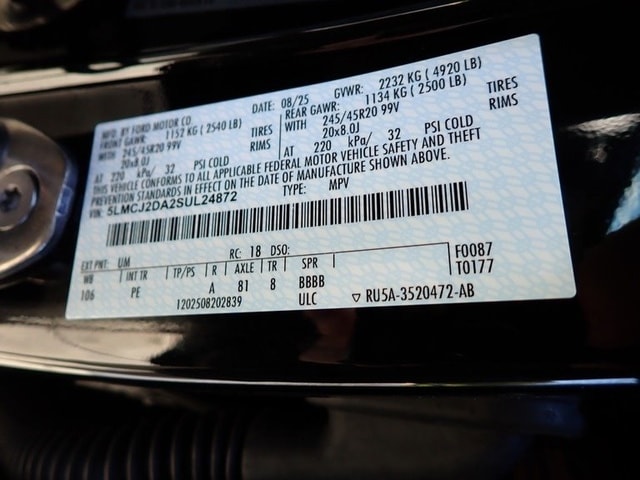 MFD. BY FORD MOTOR CO. DATE: 08/25 GVWR: 2232 KG ( 4920 LB)
FRONT GAWR: 1152 KG ( 2540 LB) REAR GAWR: 1134 KG ( 2500 LB)
WITH 245/45R20 99V TIRES WITH 245/45R20 99V TIRES
20x8.0J RIMS 20x8.0J RIMS
AT 220 kPa/ 32 PSI COLD AT 220 kPa/ 32 PSI COLD
THIS VEHICLE CONFORMS TO ALL APPLICABLE FEDERAL MOTOR VEHICLE SAFETY AND THEFT
PREVENTION STANDARDS IN EFFECT ON THE DATE OF MANUFACTURE SHOWN ABOVE.
VIN: 5LMCJ2DA2SUL24872 TYPE: MPV
EXT PNT: UM RC: 18 DSO: F0087
WB INT TR TP/PS R AXLE TR SPR T0177
106 PE A 81 8 BBBB
1202508202839 ULC ▽ RU5A-3520472-AB